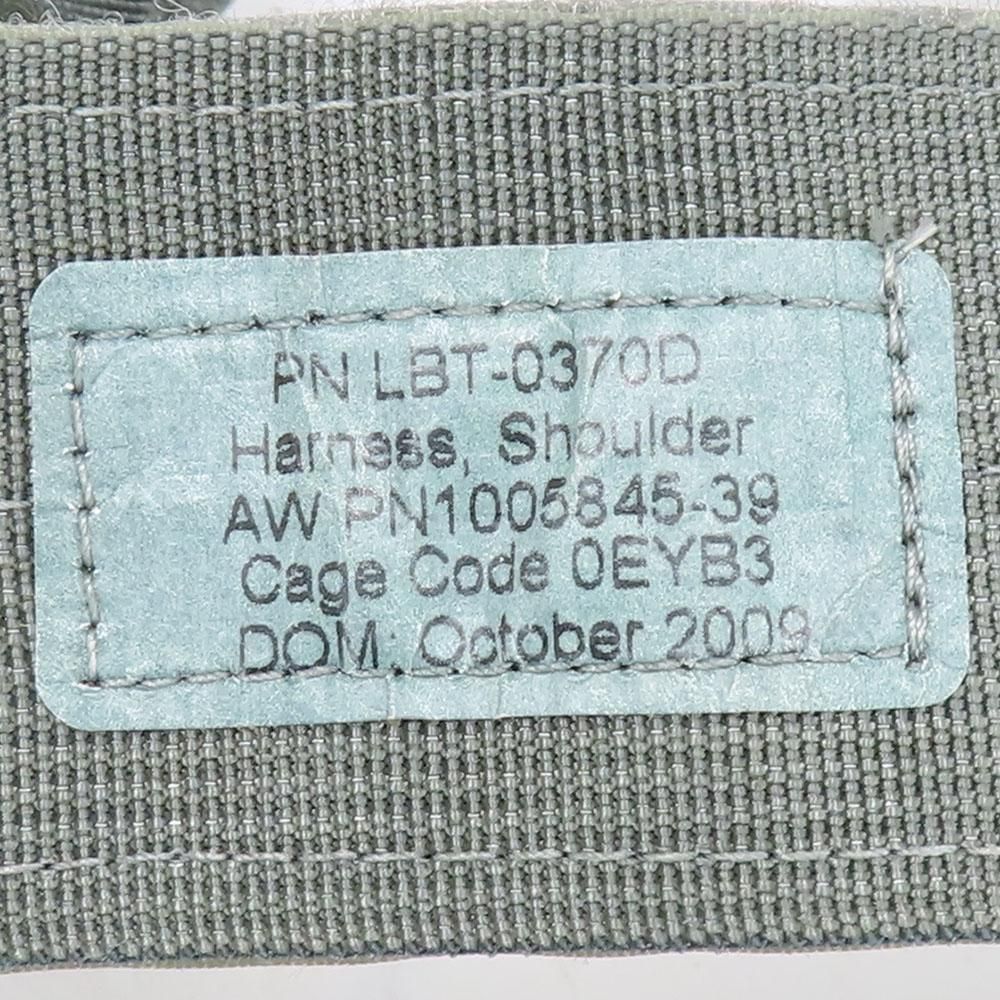 PN LBT-0370D
Harness, Shoulder
AW PN1005845-39
Cage Code 0EYB3
DOM: October 2009